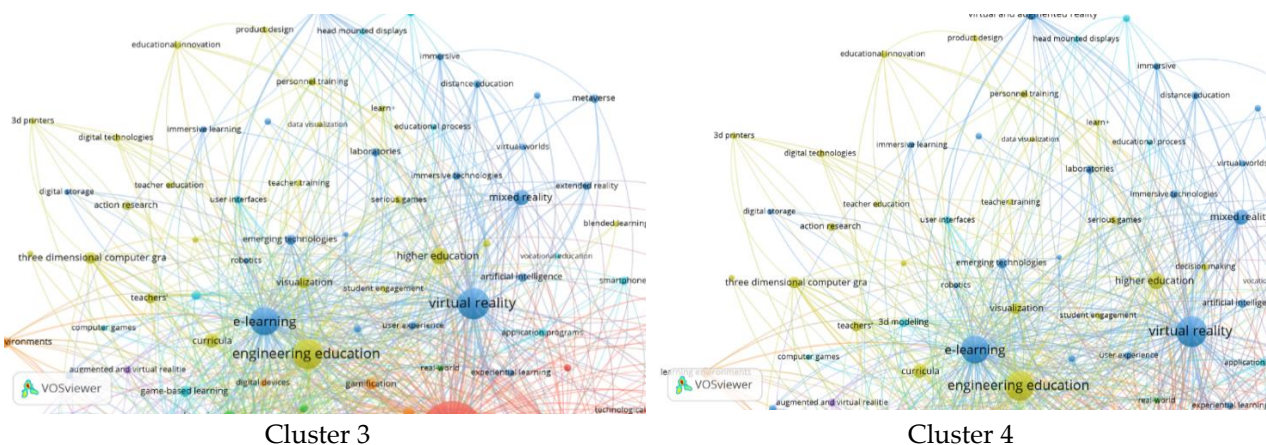 product design
head mounted displays
educational innovation
immersive
personnel training
distance education
metaverse
learn+
3d printers
immersive learning
data visualization
educational process
digital technologies
laboratories
virtual worlds
teacher education
teacher training
immersive technologies
digital storage
user interfaces
serious games
mixed reality
extended reality
action research
blended learning
emerging technologies
three dimensional computer gra
robotics
higher education
vocational education
visualization
artificial intelligence
smartphone
teachers'
student engagement
virtual reality
e-learning
computer games
user experience
application programs
vironments
curricula
engineering education
augmented and virtual realitie
digital devices
real-world
experiential learning
VOSviewer
game-based learning
gamification
technological
Cluster 3
virtual and augmented reality
product design
head mounted displays
educational innovation
immersive
personnel training
distance education
learn+
3d printers
data visualization
immersive learning
educational process
digital technologies
laboratories
virtual worlds
teacher education
teacher training
immersive technologies
digital storage
user interfaces
serious games
mixed realit
action research
emerging technologies
decision making
three dimensional computer gra
robotics
higher education
vocatio
visualization
artificial intellige
student engagement
teachers'
3d modeling
virtual reality
computer games
e-learning
user experience
application
learning environments
curricula
engineering education
VOSviewer
augmented and virtual realitie
real-world
experiential learning
Cluster 4